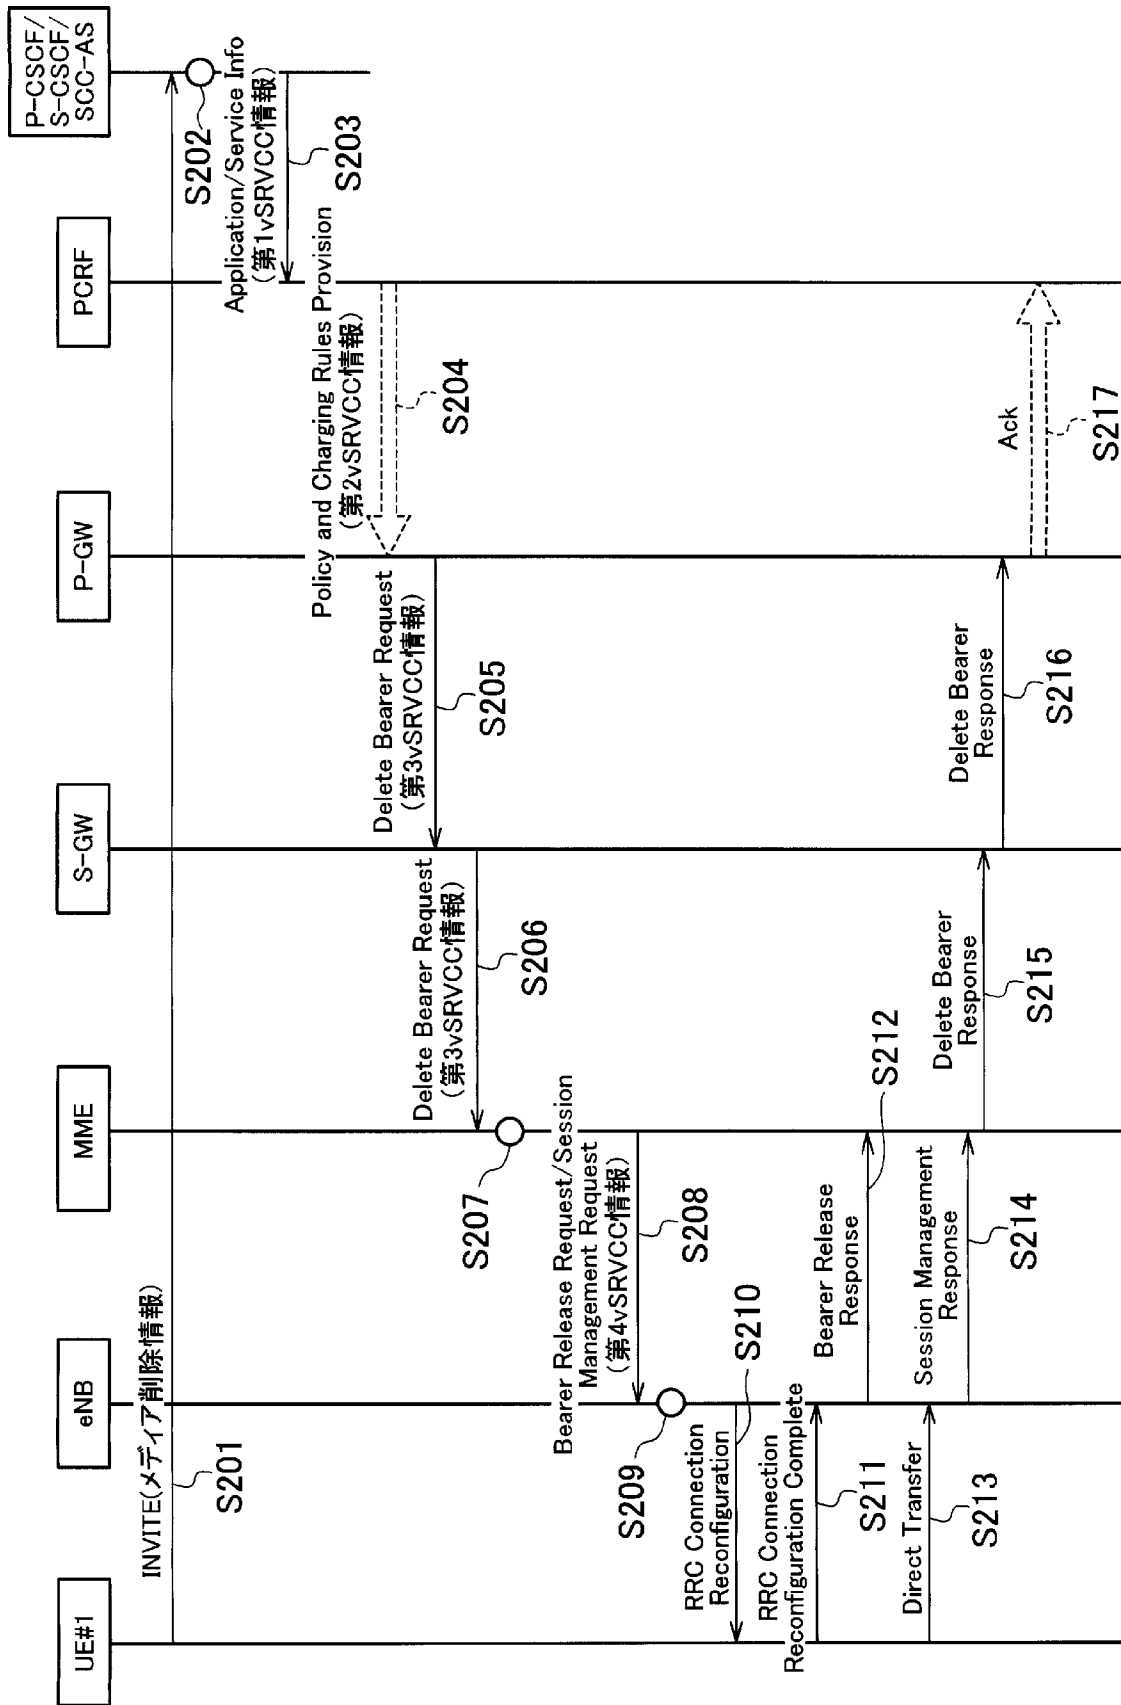 UE#1
eNB
MME
S-GW
P-GW
PCRF
P-CSCF/
S-CSCF/
SCC-AS
INVITE(メディア削除情報)
S201
S202
Application/Service Info
(第1vSRVCC情報)
S203
Policy and Charging Rules Provision
(第2vSRVCC情報)
S204
Delete Bearer Request
(第3vSRVCC情報)
S205
Delete Bearer Request
(第3vSRVCC情報)
S206
S207
Bearer Release Request/Session
Management Request
(第4vSRVCC情報)
S208
S209
RRC Connection
Reconfiguration
S210
RRC Connection
Reconfiguration Complete
S211
Bearer Release
Response
S212
Direct Transfer
S213
Session Management
Response
S214
Delete Bearer
Response
S215
Delete Bearer
Response
S216
Ack
S217